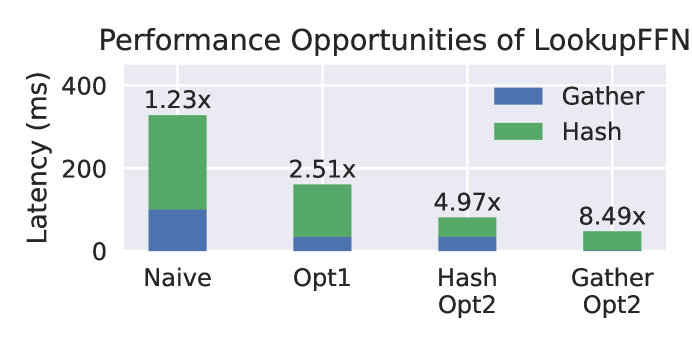 Performance Opportunities of LookupFFN
Latency (ms)
400
200
0
1.23x
2.51x
4.97x
8.49x
Gather
Hash
Naive
Opt1
Hash
Opt2
Gather
Opt2